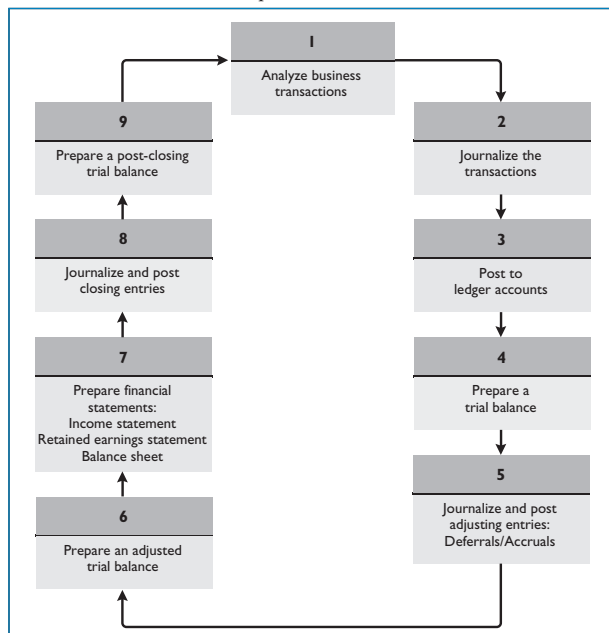 1
Analyze business
transactions
2
Journalize the
transactions
3
Post to
ledger accounts
4
Prepare a
trial balance
5
Journalize and post
adjusting entries:
Deferrals/Accruals
6
Prepare an adjusted
trial balance
7
Prepare financial
statements:
Income statement
Retained earnings statement
Balance sheet
8
Journalize and post
closing entries
9
Prepare a post-closing
trial balance